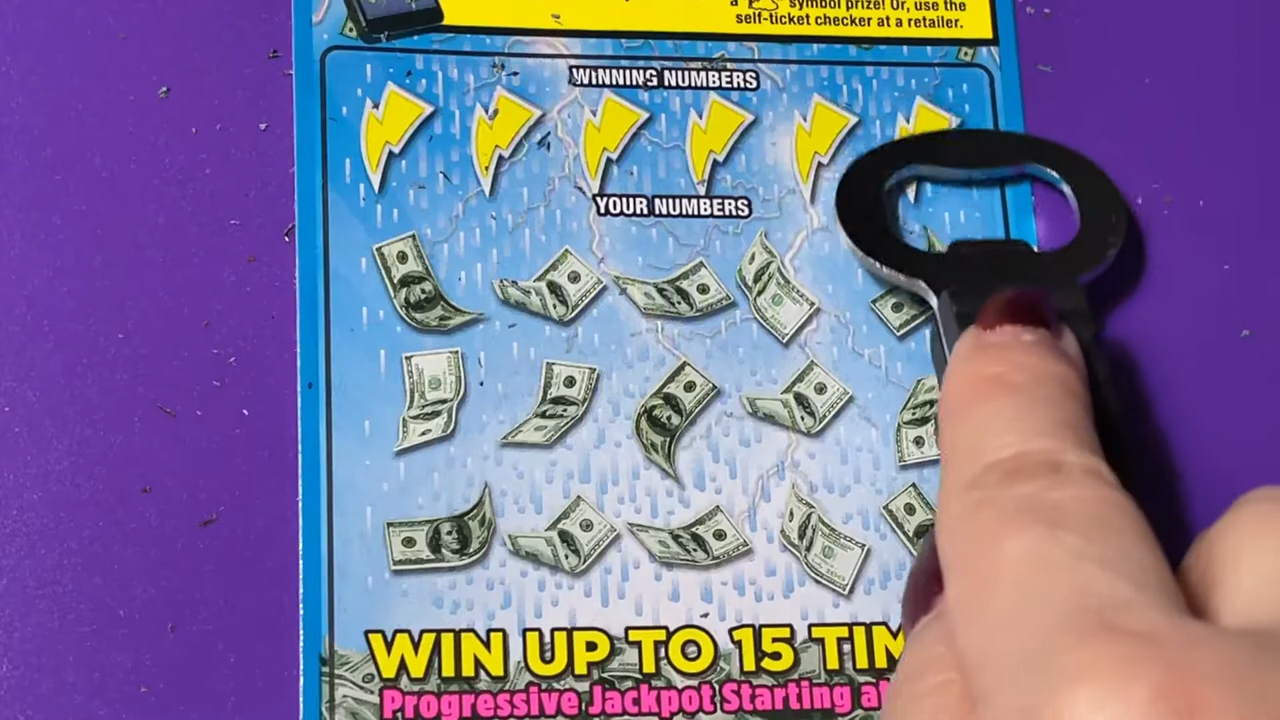 a symbol prize! Or, use the
self-ticket checker at a retailer.
WINNING NUMBERS
YOUR NUMBERS
WIN UP TO 15 TIM
Progressive Jackpot Starting at